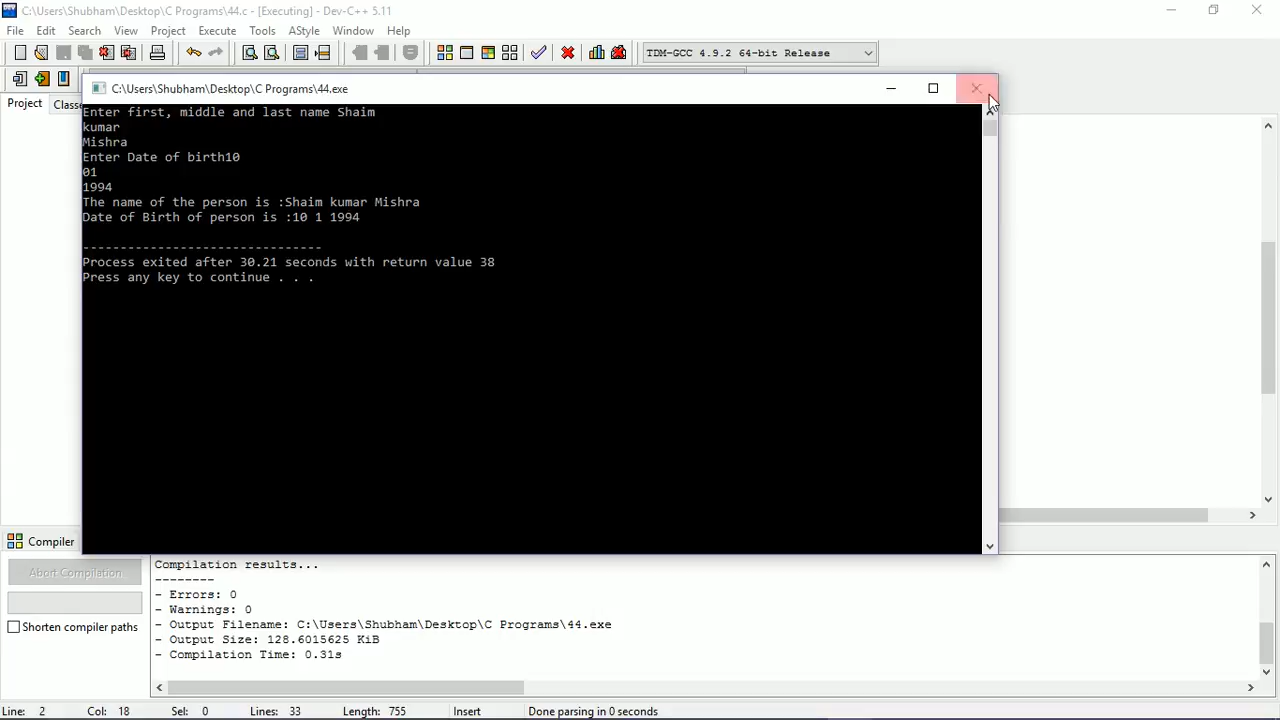 C:\Users\Shubham\Desktop\C Programs\44.c - [Executing] - Dev-C++ 5.11
File Edit Search View Project Execute Tools AStyle Window Help
TDM-GCC 4.9.2 64-bit Release
Project Classe
C:\Users\Shubham\Desktop\C Programs\44.exe
Enter first, middle and last name Shaim
kumar
Mishra
Enter Date of birth10
01
1994
The name of the person is :Shaim kumar Mishra
Date of Birth of person is :10 1 1994
--------------------------------
Process exited after 30.21 seconds with return value 38
Press any key to continue . . .
Compiler
Abort Compilation
Shorten compiler paths
Compilation results...
--------
- Errors: 0
- Warnings: 0
- Output Filename: C:\Users\Shubham\Desktop\C Programs\44.exe
- Output Size: 128.6015625 KiB
- Compilation Time: 0.31s
Line: 2 Col: 18 Sel: 0 Lines: 33 Length: 755 Insert Done parsing in 0 seconds